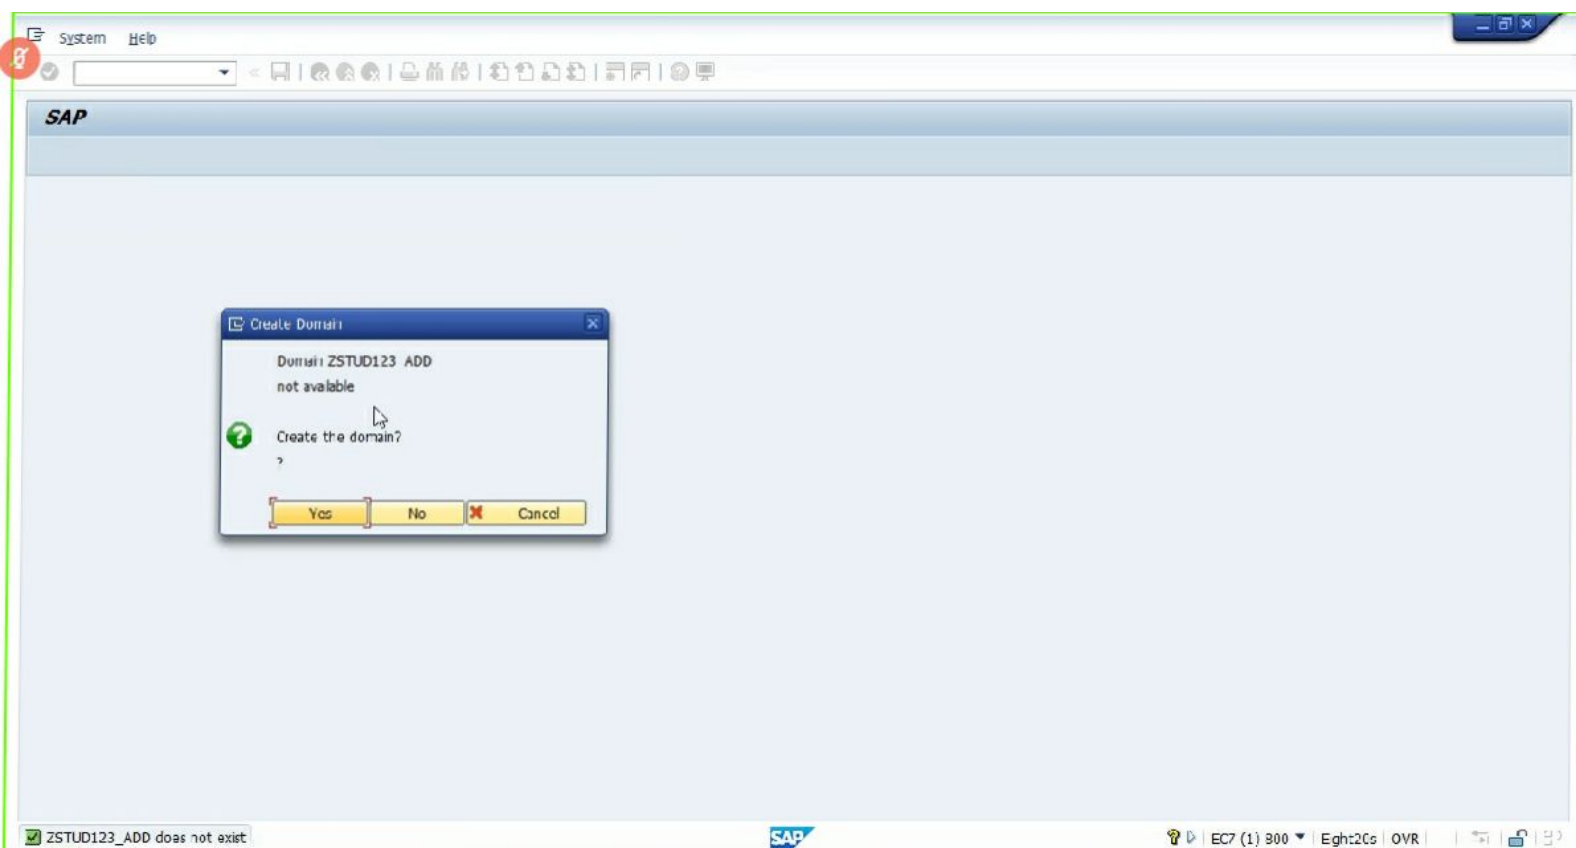 System Help
SAP
Create Domain
Domain ZSTUD123_ADD
not available
Create the domain?
?
Yes No Cancel
ZSTUD123_ADD does not exist
SAP
EC7 (1) 800 OVR